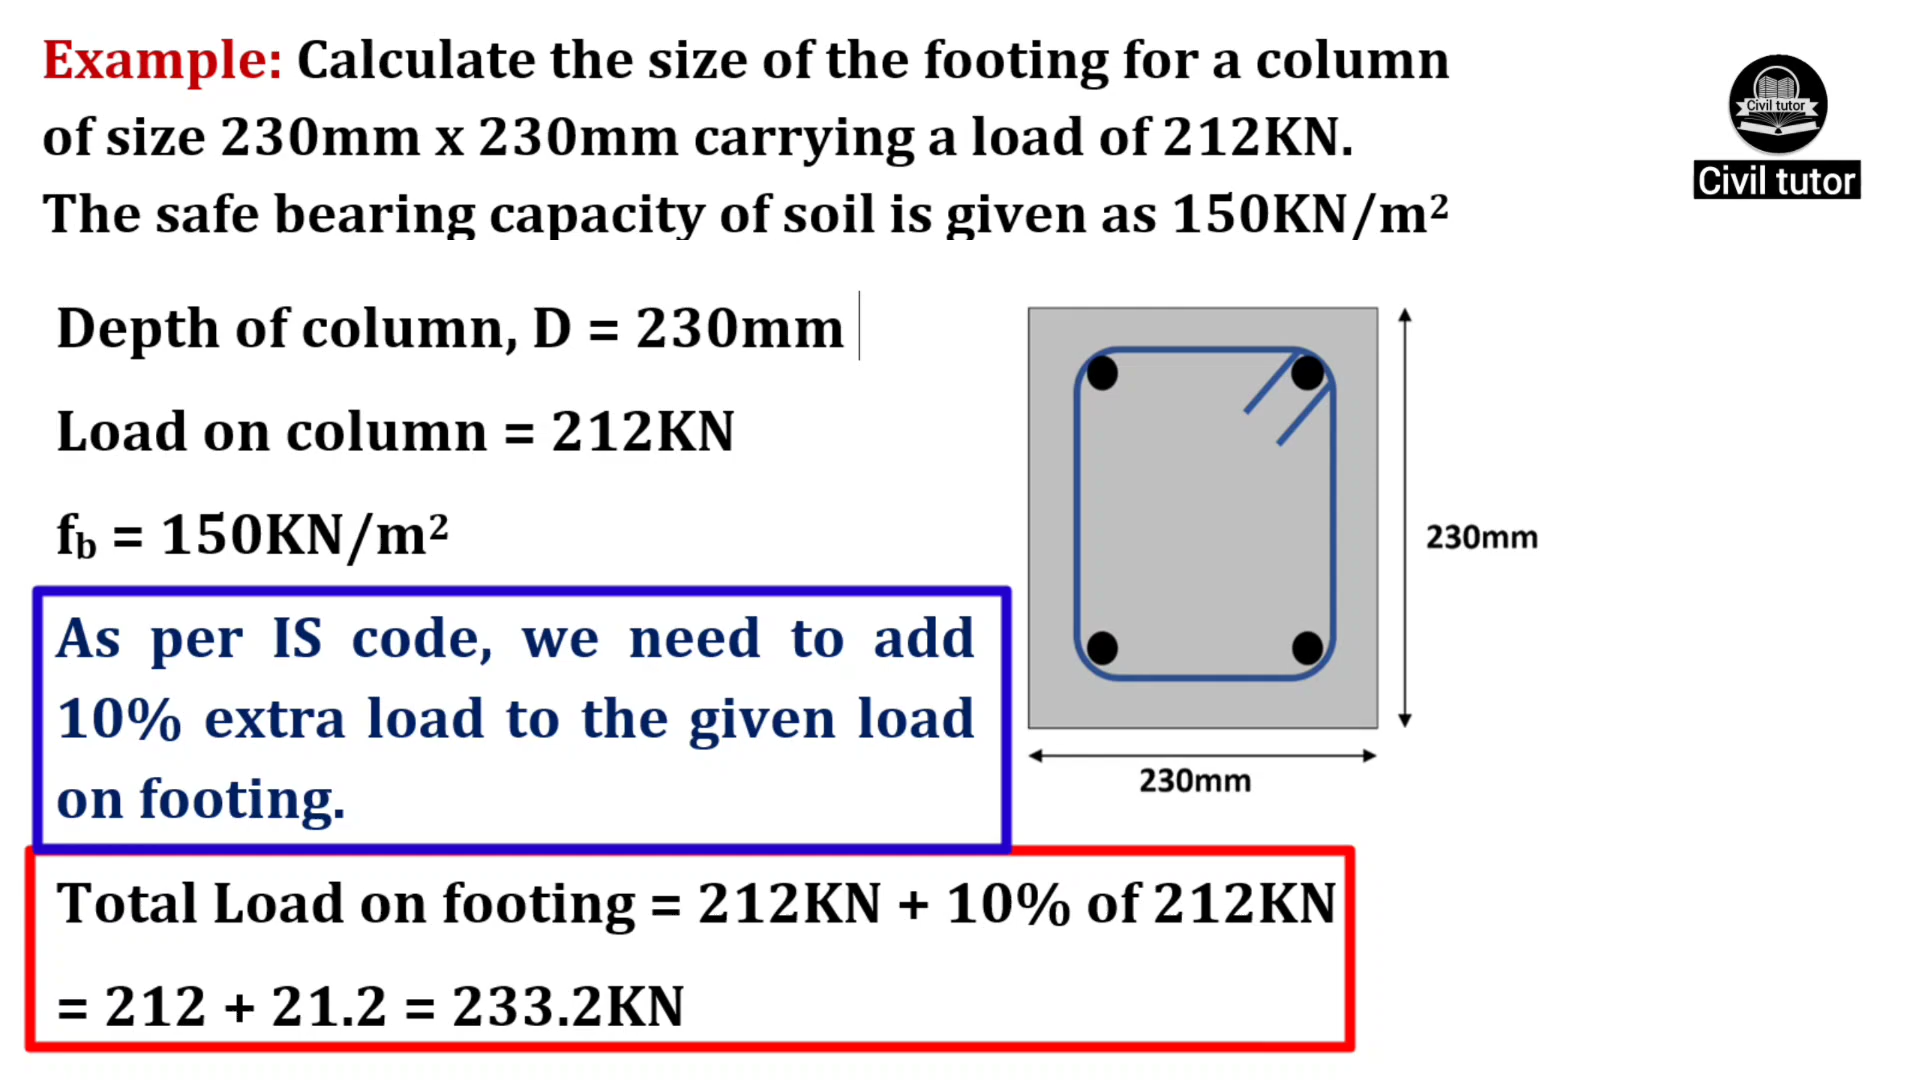 Example: Calculate the size of the footing for a column
of size 230mm x 230mm carrying a load of 212KN.
The safe bearing capacity of soil is given as 150KN/m²
Civil tutor
Civil tutor
Depth of column, D = 230mm
Load on column = 212KN
f_b = 150KN/m²
230mm
230mm
As per IS code, we need to add
10% extra load to the given load
on footing.
Total Load on footing = 212KN + 10% of 212KN
= 212 + 21.2 = 233.2KN